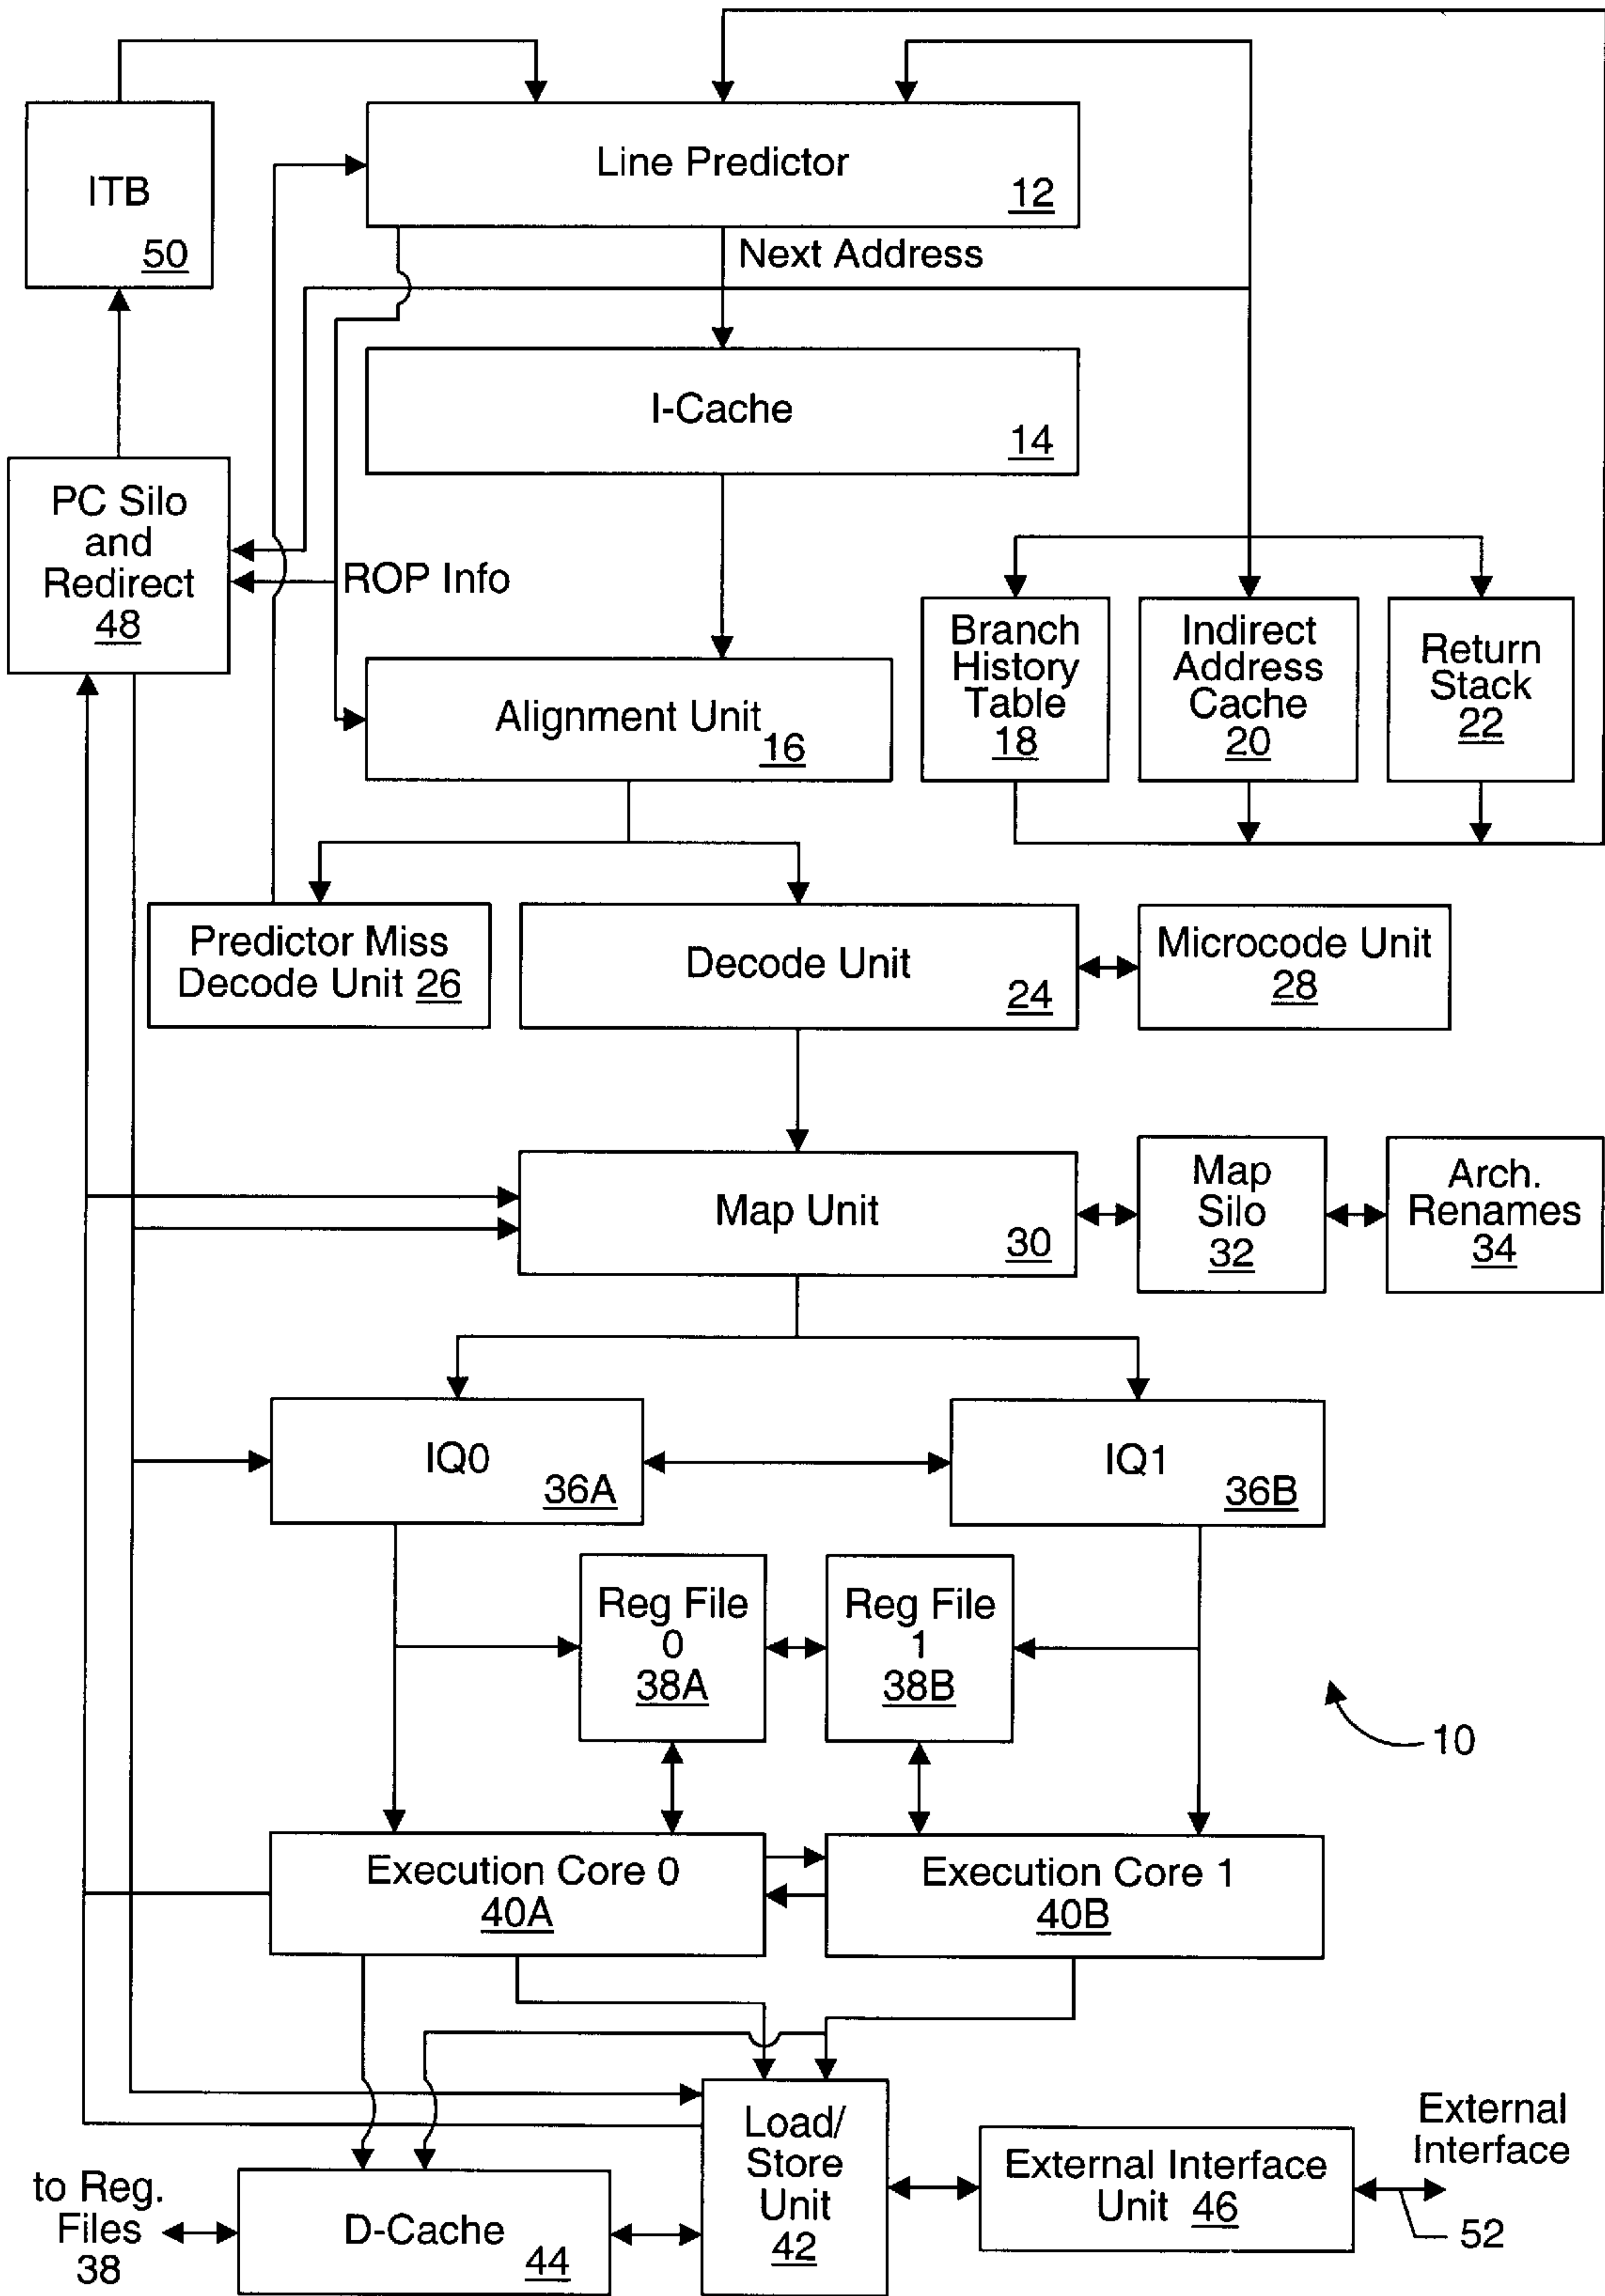 Line Predictor
12
ITB
50
Next Address
I-Cache
14
PC Silo
and
Redirect
48
ROP Info
Branch
History
Table
18
Indirect
Address
Cache
20
Return
Stack
22
Alignment Unit
16
Predictor Miss
Decode Unit 26
Decode Unit
24
Microcode Unit
28
Map Unit
30
Map
Silo
32
Arch.
Renames
34
IQ0
36A
IQ1
36B
Reg File
0
38A
Reg File
1
38B
10
Execution Core 0
40A
Execution Core 1
40B
Load/
Store
Unit
42
External Interface
Unit 46
External
Interface
52
to Reg.
Files
38
D-Cache
44